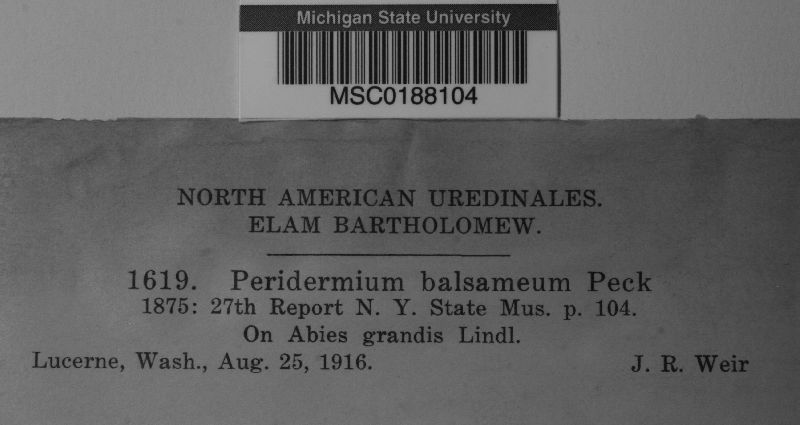 Michigan State University
MSC0188104
NORTH AMERICAN UREDINALES.
ELAM BARTHOLOMEW.
1619. Peridermium balsameum Peck
1875: 27th Report N. Y. State Mus. p. 104.
On Abies grandis Lindl.
Lucerne, Wash., Aug. 25, 1916. J. R. Weir